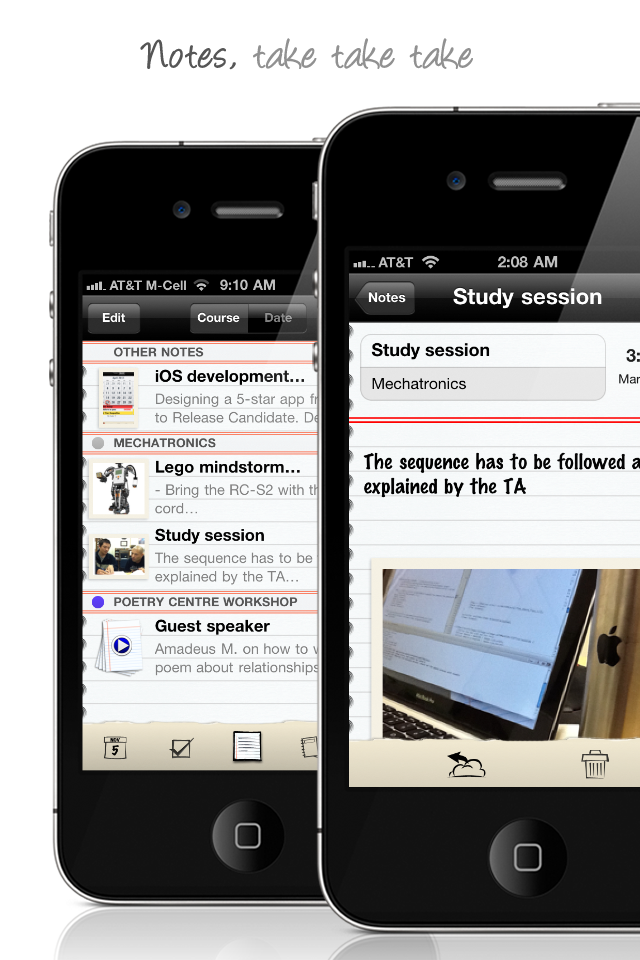 Notes, take take take
AT&T M-Cell 9:10 AM
Edit Course Date
OTHER NOTES
iOS development...
Designing a 5-star app
to Release Candidate.
MECHATRONICS
Lego mindstorm...
- Bring the RC-S2 with
cord...
Study session
The sequence has to be
explained by the TA...
POETRY CENTRE WORKSHOP
Guest speaker
Amadeus M. on how to
poem about relationships
NOV
5
AT&T 2:08 AM
Notes Study session
Study session
Mechatronics
3:
Mar
The sequence has to be followed a
explained by the TA
MacBook Pro